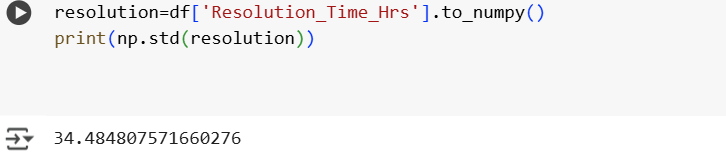 resolution=df['Resolution_Time_Hrs'].to_numpy()
print(np.std(resolution))
34.484807571660276